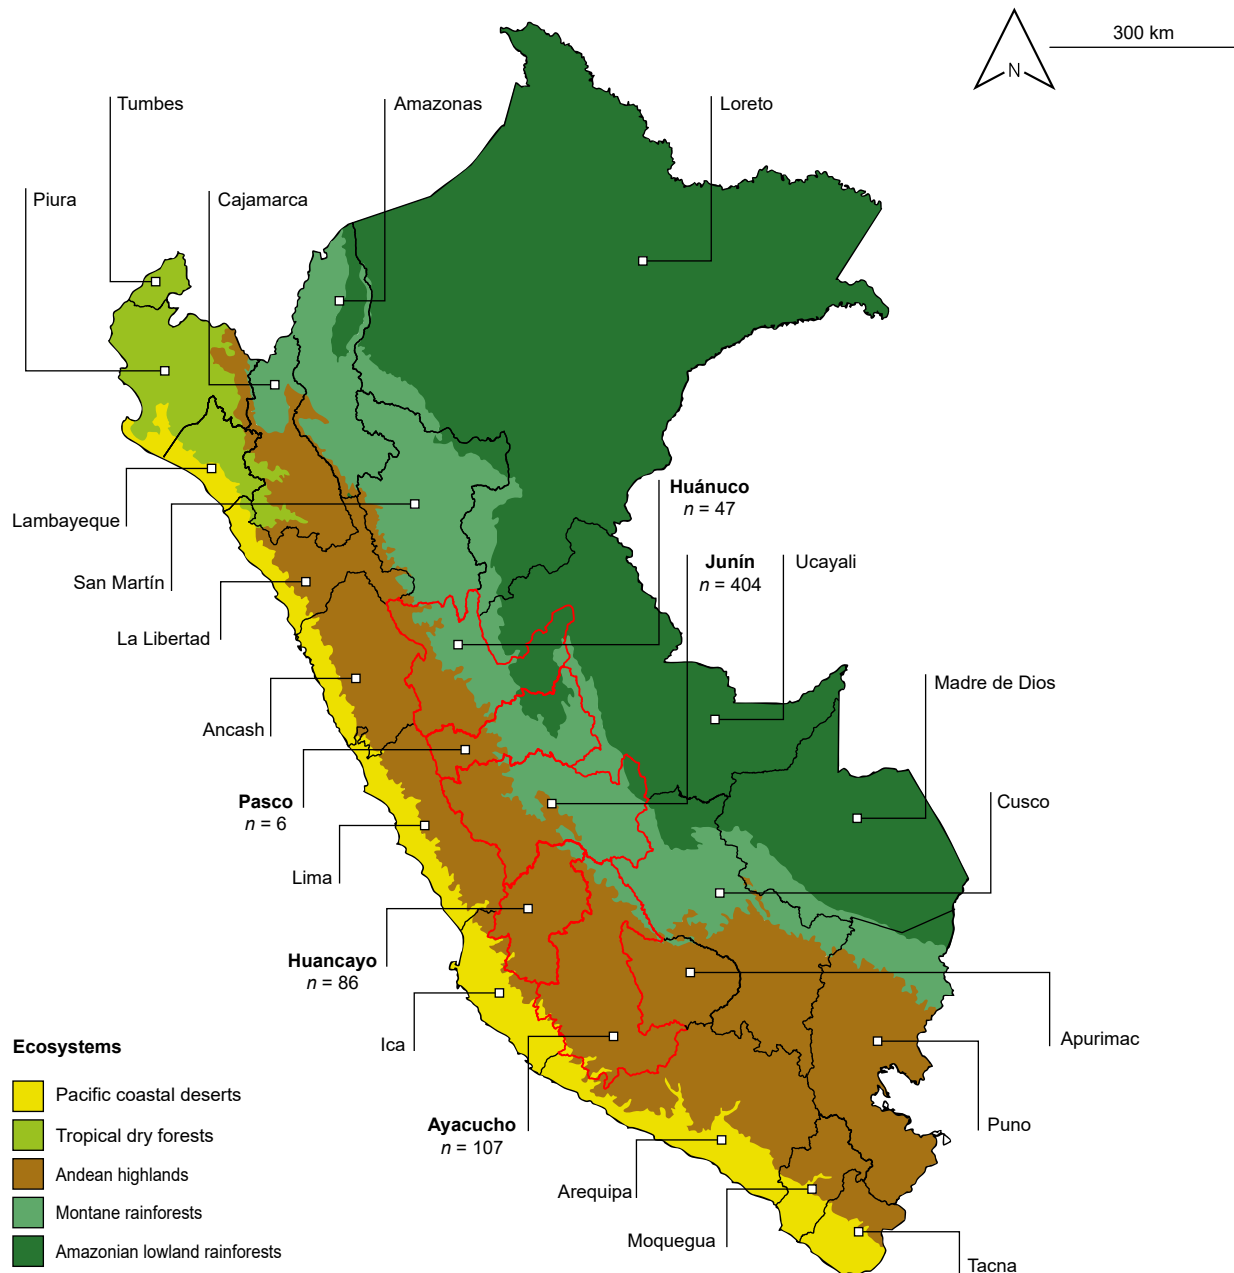 300 km
N
Tumbes
Amazonas
Loreto
Piura
Cajamarca
Huánuco
n = 47
Lambayeque
Junín
n = 404
Ucayali
San Martín
La Libertad
Madre de Dios
Ancash
Pasco
n = 6
Cusco
Lima
Huancayo
n = 86
Ica
Apurimac
Ecosystems
Pacific coastal deserts
Tropical dry forests
Andean highlands
Montane rainforests
Amazonian lowland rainforests
Ayacucho
n = 107
Puno
Arequipa
Moquegua
Tacna